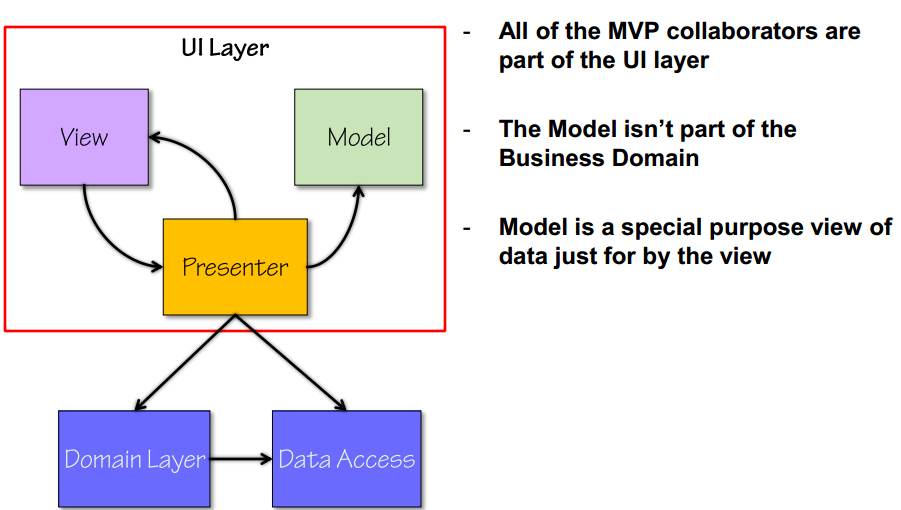 UI Layer
View
Model
Presenter
Domain Layer
Data Access
- All of the MVP collaborators are
part of the UI layer
- The Model isn’t part of the
Business Domain
- Model is a special purpose view of
data just for by the view